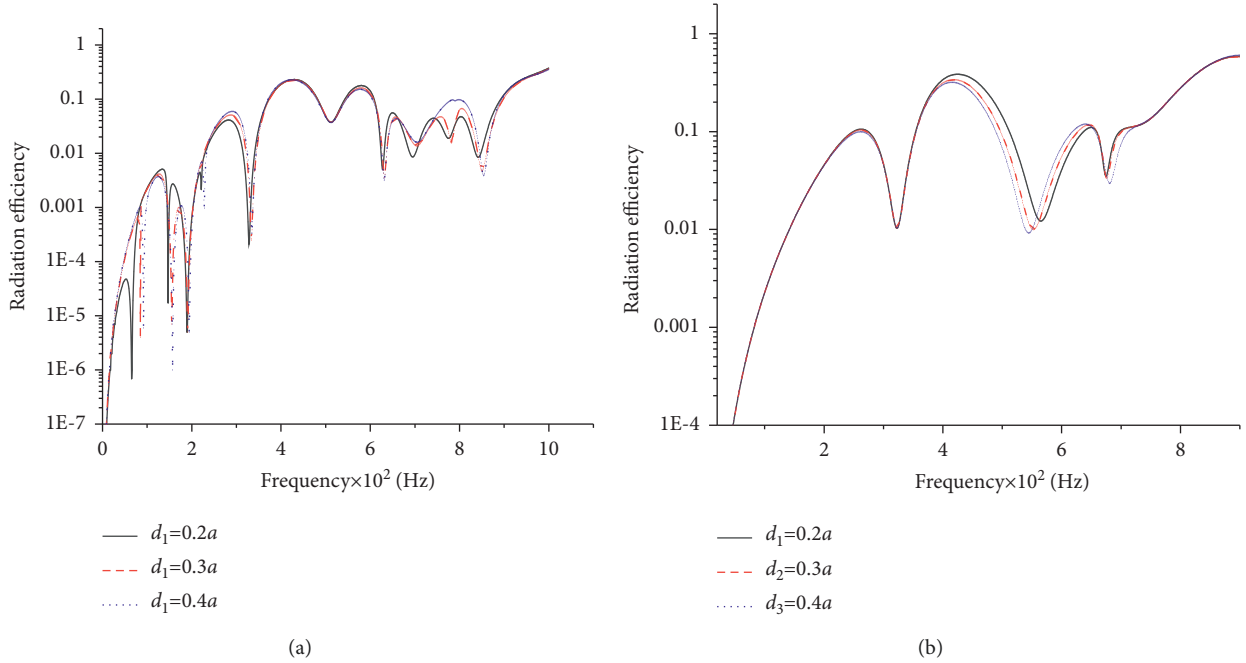 1
0.1
0.01
0.001
1E-4
1E-5
1E-6
1E-7
Radiation efficiency
0 2 4 6 8 10
Frequency×10² (Hz)
d₁=0.2a
d₁=0.3a
d₁=0.4a
(a)
1
0.1
0.01
0.001
1E-4
Radiation efficiency
2 4 6 8
Frequency×10² (Hz)
d₁=0.2a
d₂=0.3a
d₃=0.4a
(b)